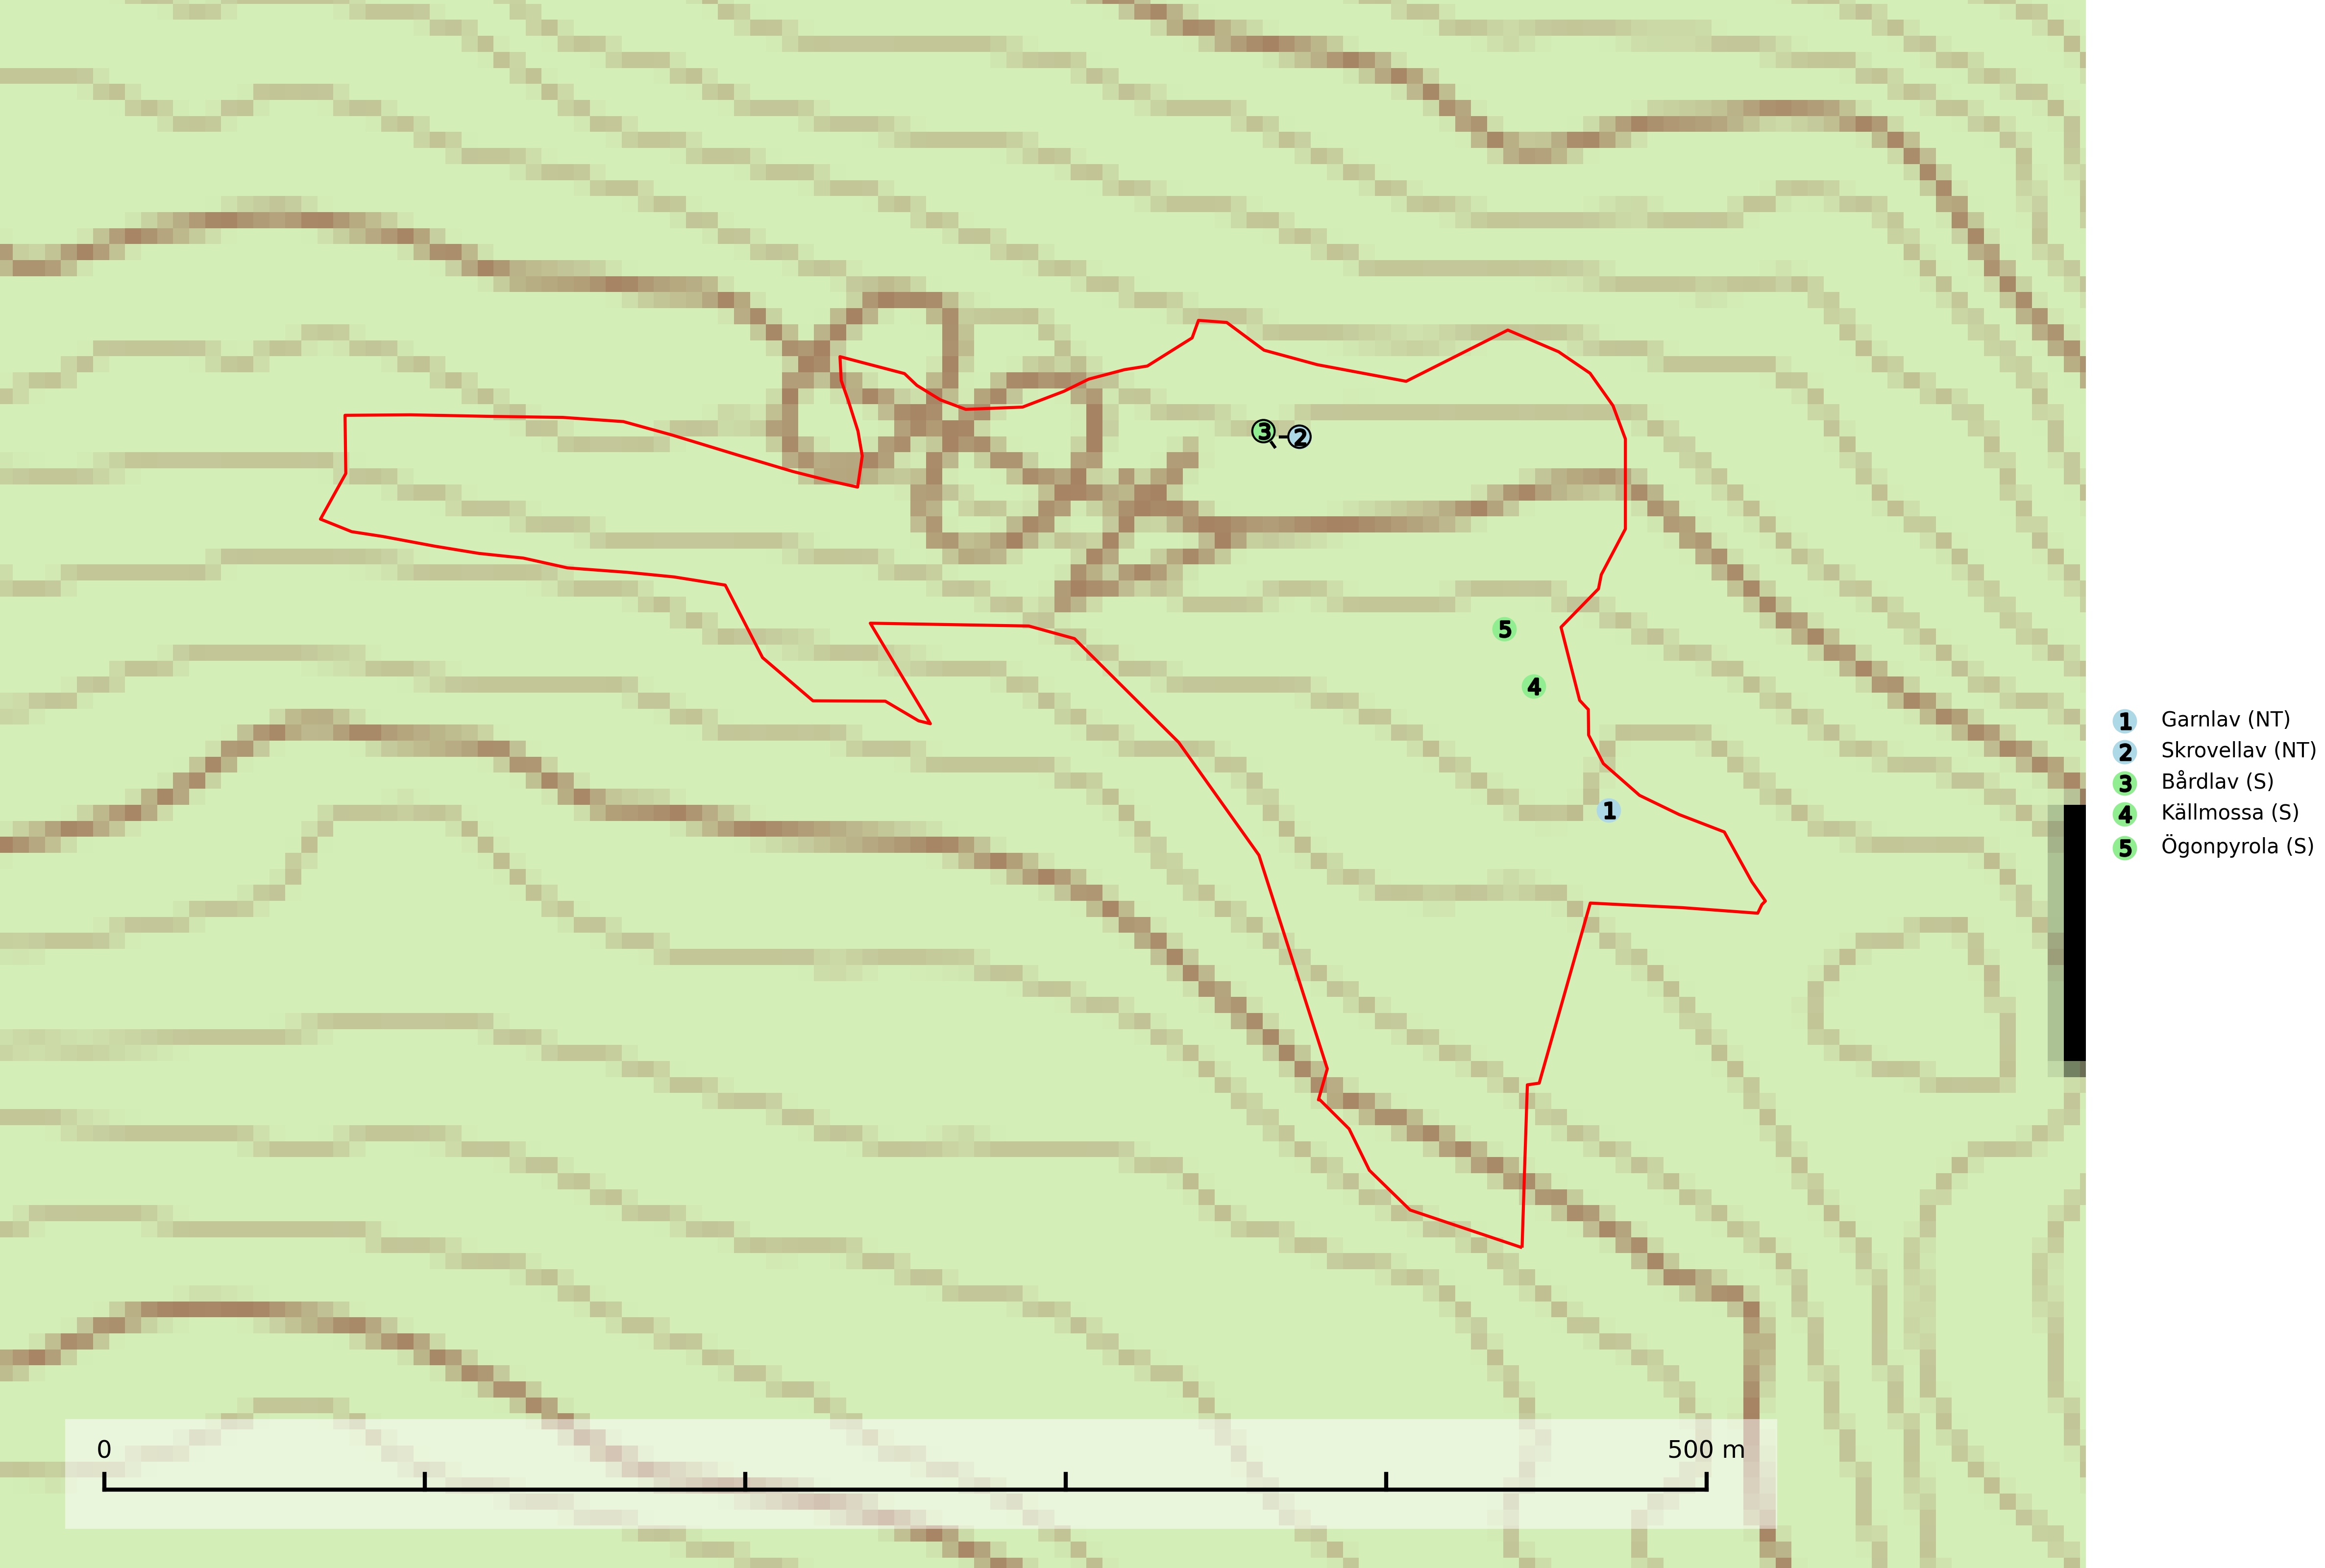 3
2
5
4
1
1 Garnlav (NT)
2 Skrovellav (NT)
3 Bårdlav (S)
4 Källmossa (S)
5 Ögonpyrola (S)
0 500 m